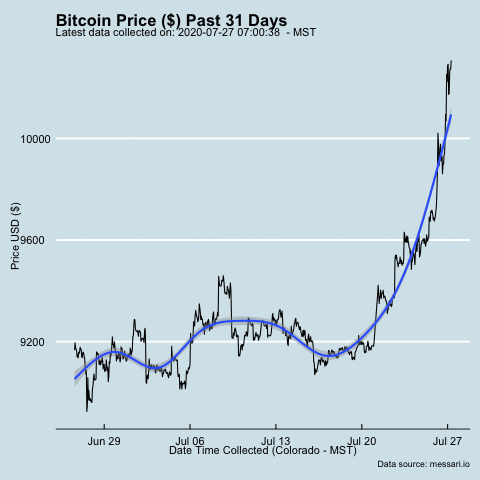 Bitcoin Price ($) Past 31 Days
Latest data collected on: 2020-07-27 07:00:38  - MST
10000
9600
9200
Price USD ($)
Jun 29
Jul 06
Jul 13
Jul 20
Jul 27
Date Time Collected (Colorado - MST)
Data source: messari.io